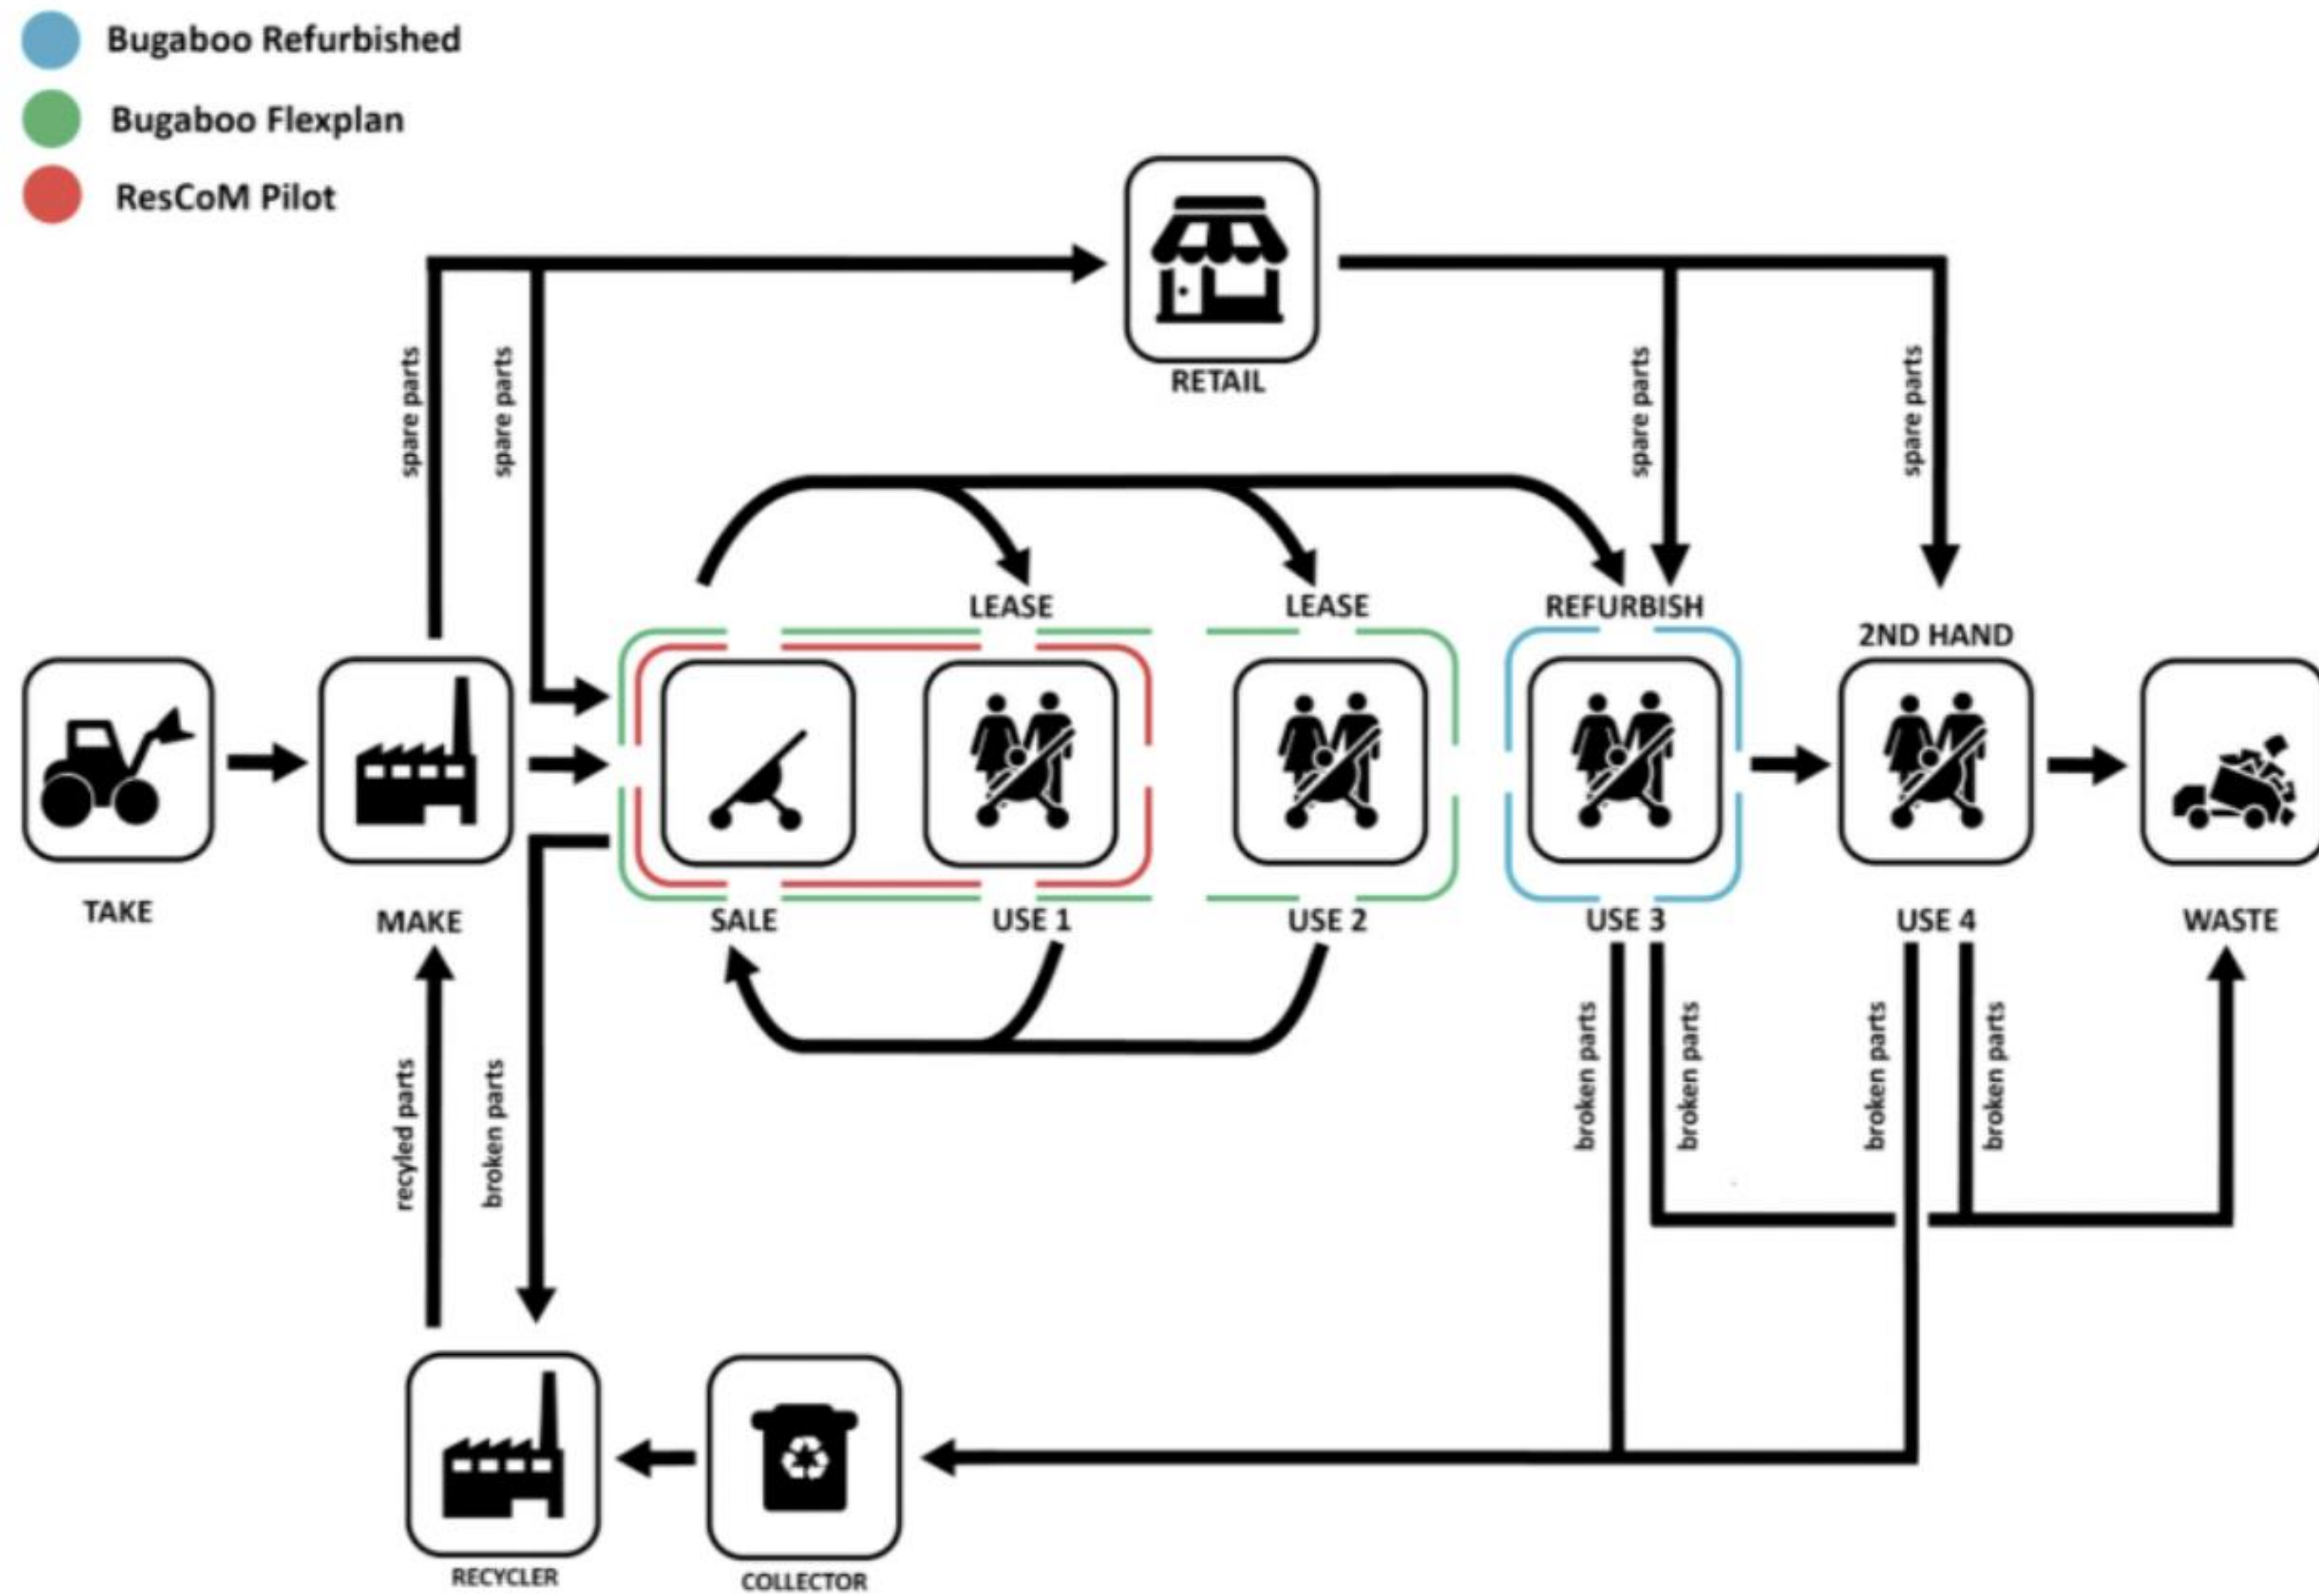 Bugaboo Refurbished
Bugaboo Flexplan
ResCoM Pilot
RETAIL
spare parts
spare parts
spare parts
spare parts
LEASE
LEASE
REFURBISH
2ND HAND
TAKE
MAKE
SALE
USE 1
USE 2
USE 3
USE 4
WASTE
recyled parts
broken parts
broken parts
broken parts
broken parts
broken parts
RECYCLER
COLLECTOR